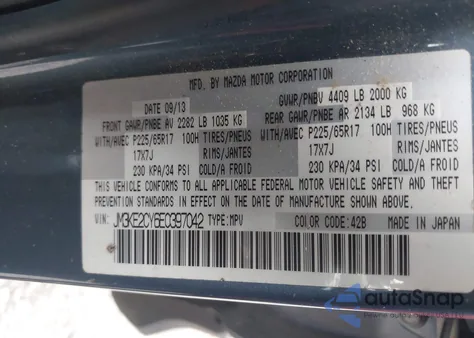 MFD. BY MAZDA MOTOR CORPORATION
DATE 09/13 GVWR/PNBV 4409 LB 2000 KG
FRONT GAWR/PNBE AV 2282 LB 1035 KG REAR GAWR/PNBE AR 2134 LB 968 KG
WITH/AVEC P225/65R17 100H TIRES/PNEUS WITH/AVEC P225/65R17 100H TIRES/PNEUS
17X7J RIMS/JANTES 17X7J RIMS/JANTES
230 KPA/34 PSI COLD/A FROID 230 KPA/34 PSI COLD/A FROID
THIS VEHICLE CONFORMS TO ALL APPLICABLE FEDERAL MOTOR VEHICLE SAFETY, BUMPER, AND
THEFT PREVENTION STANDARDS IN EFFECT ON THE DATE OF MANUFACTURE SHOWN ABOVE.
VIN: JM3KE2CY6E0397042 TYPE: MPV COLOR CODE: 42B MADE IN JAPAN
autoSnap